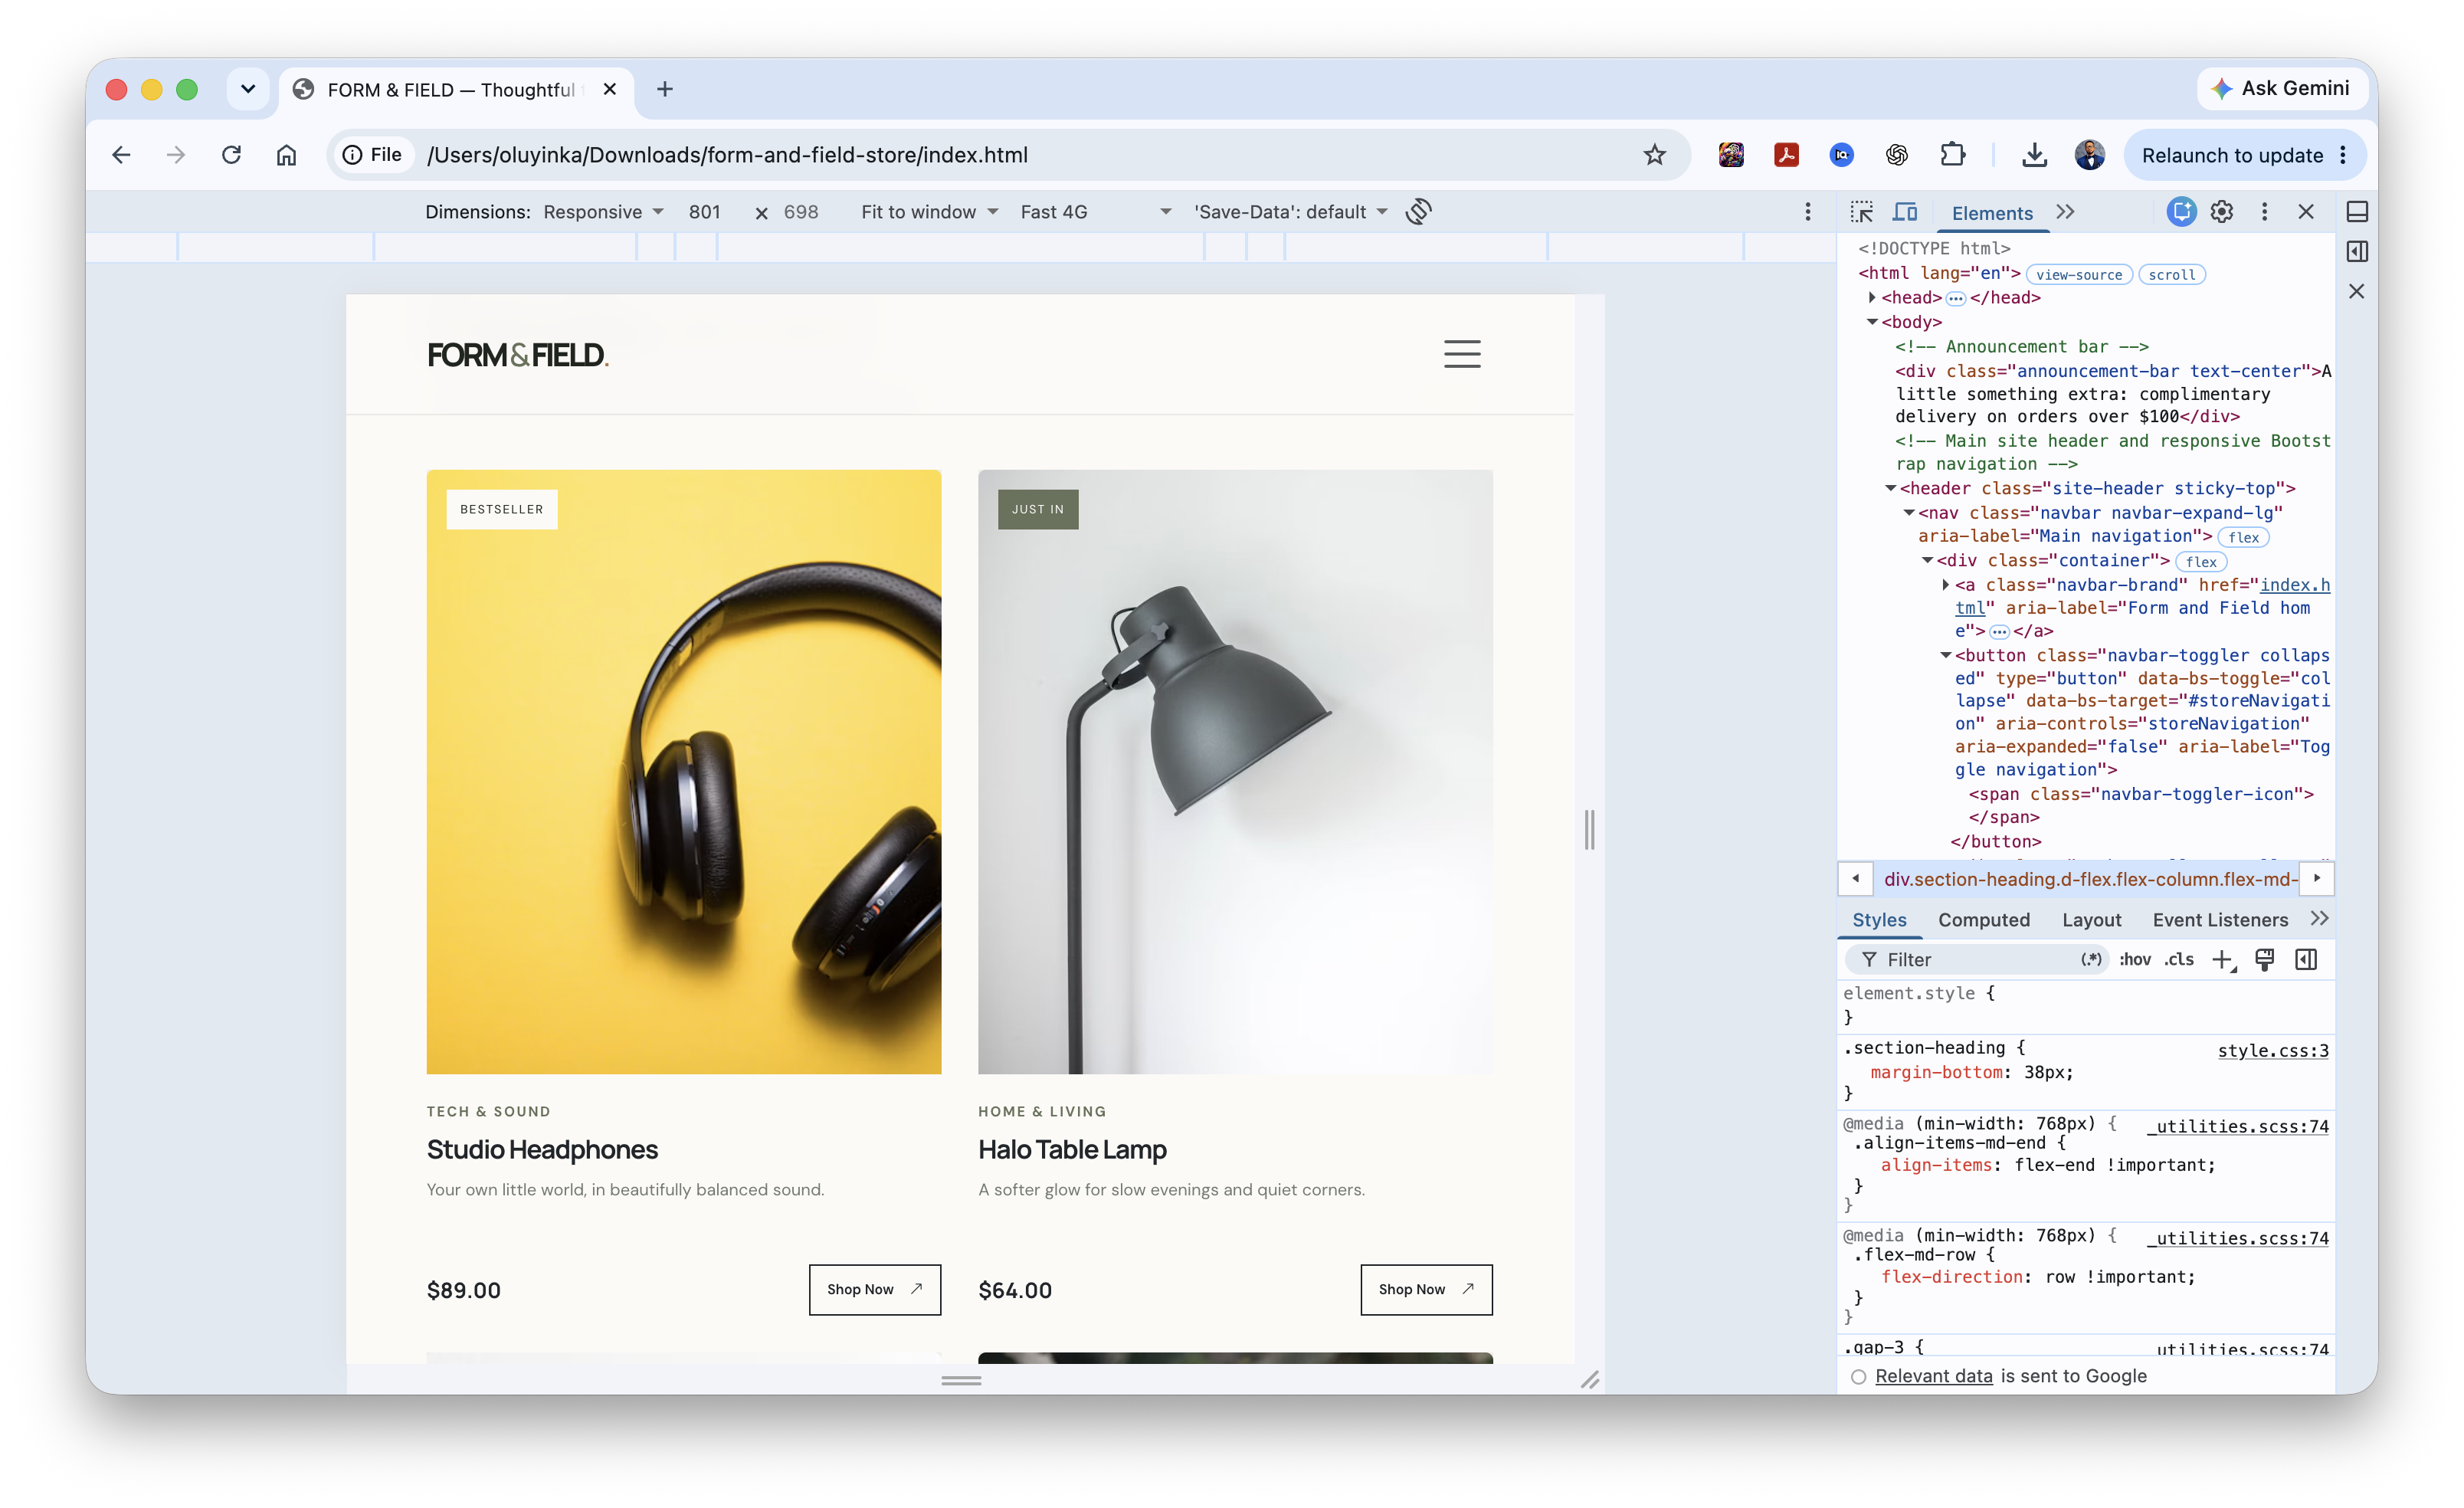 FORM & FIELD — Thoughtful
Ask Gemini
File
/Users/oluyinka/Downloads/form-and-field-store/index.html
Relaunch to update
Dimensions: Responsive 801 × 698 Fit to window Fast 4G 'Save-Data': default
FORM&FIELD.
BESTSELLER
JUST IN
TECH & SOUND
Studio Headphones
Your own little world, in beautifully balanced sound.
$89.00
Shop Now
HOME & LIVING
Halo Table Lamp
A softer glow for slow evenings and quiet corners.
$64.00
Shop Now
Elements
<!DOCTYPE html>
<html lang="en"> view-source scroll
<head> ••• </head>
<body>
<!-- Announcement bar -->
<div class="announcement-bar text-center">A
little something extra: complimentary
delivery on orders over $100</div>
<!-- Main site header and responsive Bootst
rap navigation -->
<header class="site-header sticky-top">
<nav class="navbar navbar-expand-lg"
aria-label="Main navigation"> flex
<div class="container"> flex
<a class="navbar-brand" href="index.h
tml" aria-label="Form and Field hom
e"> ••• </a>
<button class="navbar-toggler collaps
ed" type="button" data-bs-toggle="col
lapse" data-bs-target="#storeNavigati
on" aria-controls="storeNavigation"
aria-expanded="false" aria-label="Tog
gle navigation">
<span class="navbar-toggler-icon">
</span>
</button>
div.section-heading.d-flex.flex-column.flex-md-
Styles Computed Layout Event Listeners
Filter (.*) :hov .cls
element.style {
}
.section-heading { style.css:3
margin-bottom: 38px;
}
@media (min-width: 768px) { _utilities.scss:74
.align-items-md-end {
align-items: flex-end !important;
}
}
@media (min-width: 768px) { _utilities.scss:74
.flex-md-row {
flex-direction: row !important;
}
}
.gap-3 { _utilities.scss:74
Relevant data is sent to Google